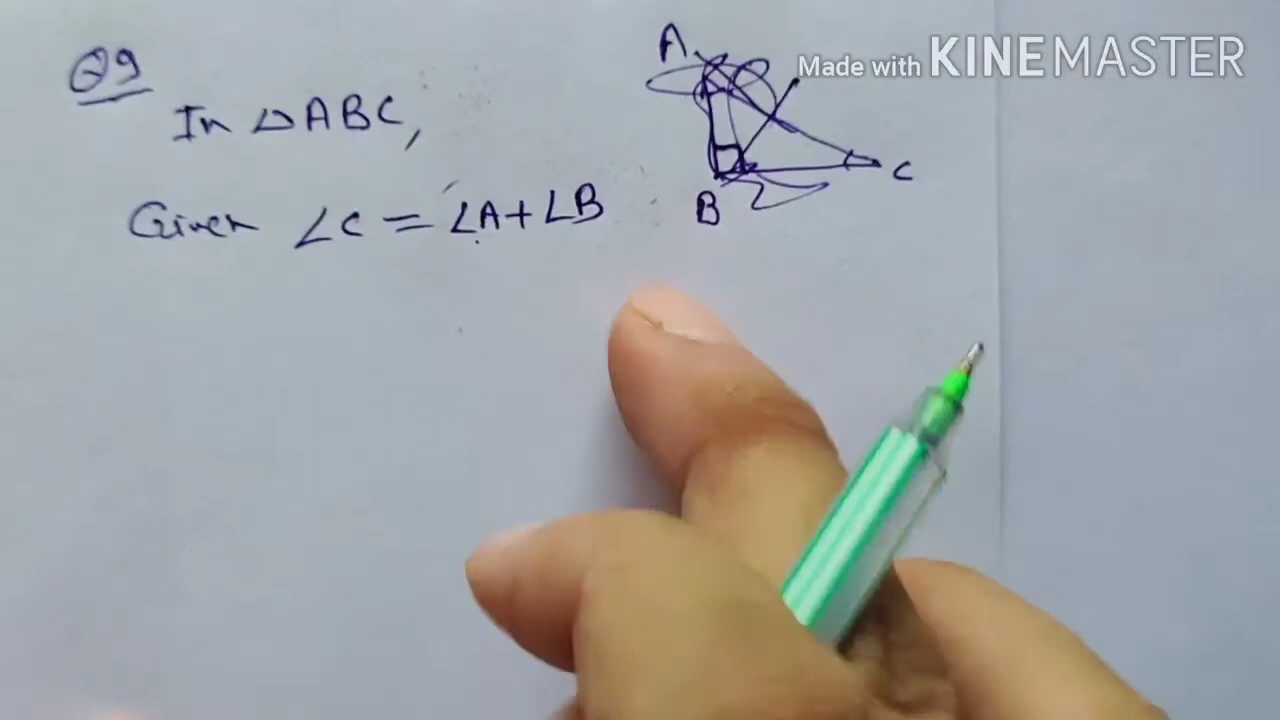 Q9
In △ABC,
Given ∠C = ∠A + ∠B
A
B
C
Made with KINEMASTER